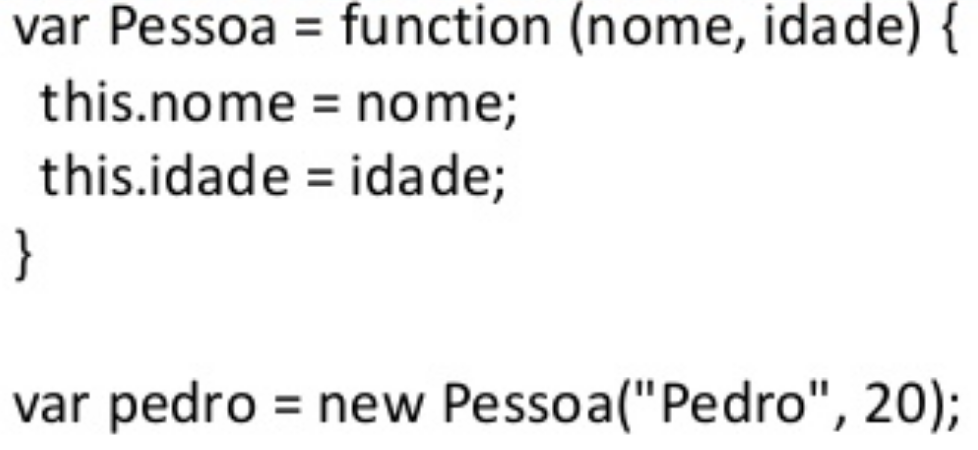 var Pessoa = function (nome, idade) {
this.nome = nome;
this.idade = idade;
}
var pedro = new Pessoa("Pedro", 20);